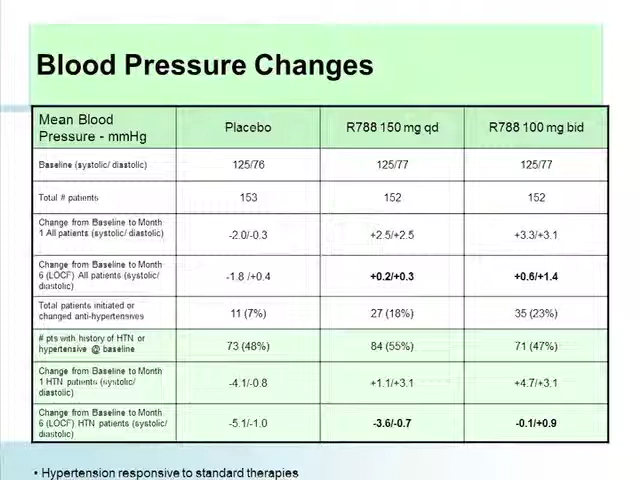 Blood Pressure Changes
Mean Blood
Pressure - mmHg
Placebo
R788 150 mg qd
R788 100 mg bid
Baseline (systolic/ diastolic)
125/76
125/77
125/77
Total # patients
153
152
152
Change from Baseline to Month
1 All patients (systolic/ diastolic)
-2.0/-0.3
+2.5/+2.5
+3.3/+3.1
Change from Baseline to Month
6 (LOCF) All patients (systolic/
diastolic)
-1.8 /+0.4
+0.2/+0.3
+0.6/+1.4
Total patients initiated or
changed anti-hypertensives
11 (7%)
27 (18%)
35 (23%)
# pts with history of HTN or
hypertensive @ baseline
73 (48%)
84 (55%)
71 (47%)
Change from Baseline to Month
1 HTN patients (systolic/
diastolic)
-4.1/-0.8
+1.1/+3.1
+4.7/+3.1
Change from Baseline to Month
6 (LOCF) HTN patients (systolic/
diastolic)
-5.1/-1.0
-3.6/-0.7
-0.1/+0.9
• Hypertension responsive to standard therapies